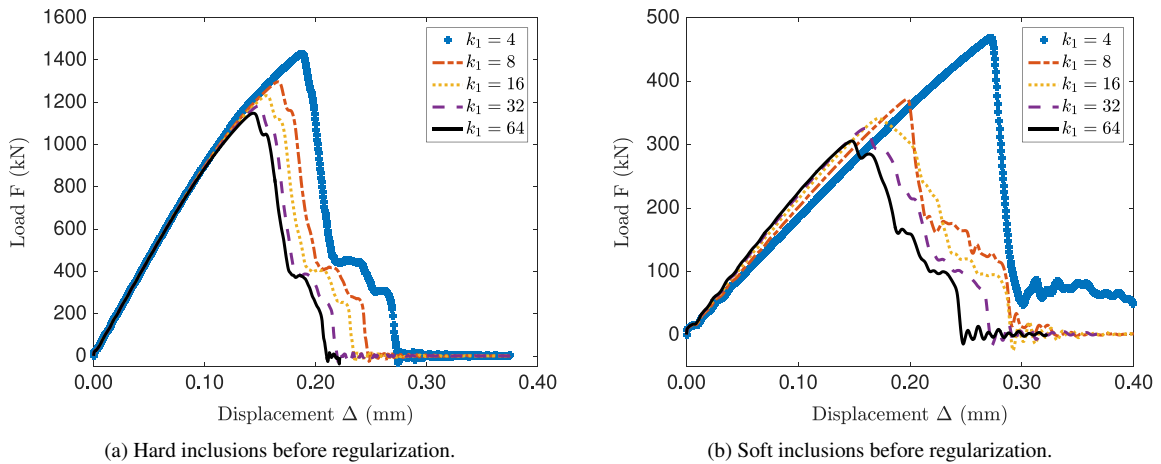 1600
1400
1200
1000
800
600
400
200
0
Load F (kN)
0.00 0.10 0.20 0.30 0.40
Displacement Δ (mm)
k₁ = 4
k₁ = 8
k₁ = 16
k₁ = 32
k₁ = 64
(a) Hard inclusions before regularization.
500
400
300
200
100
0
Load F (kN)
0.00 0.10 0.20 0.30 0.40
Displacement Δ (mm)
k₁ = 4
k₁ = 8
k₁ = 16
k₁ = 32
k₁ = 64
(b) Soft inclusions before regularization.